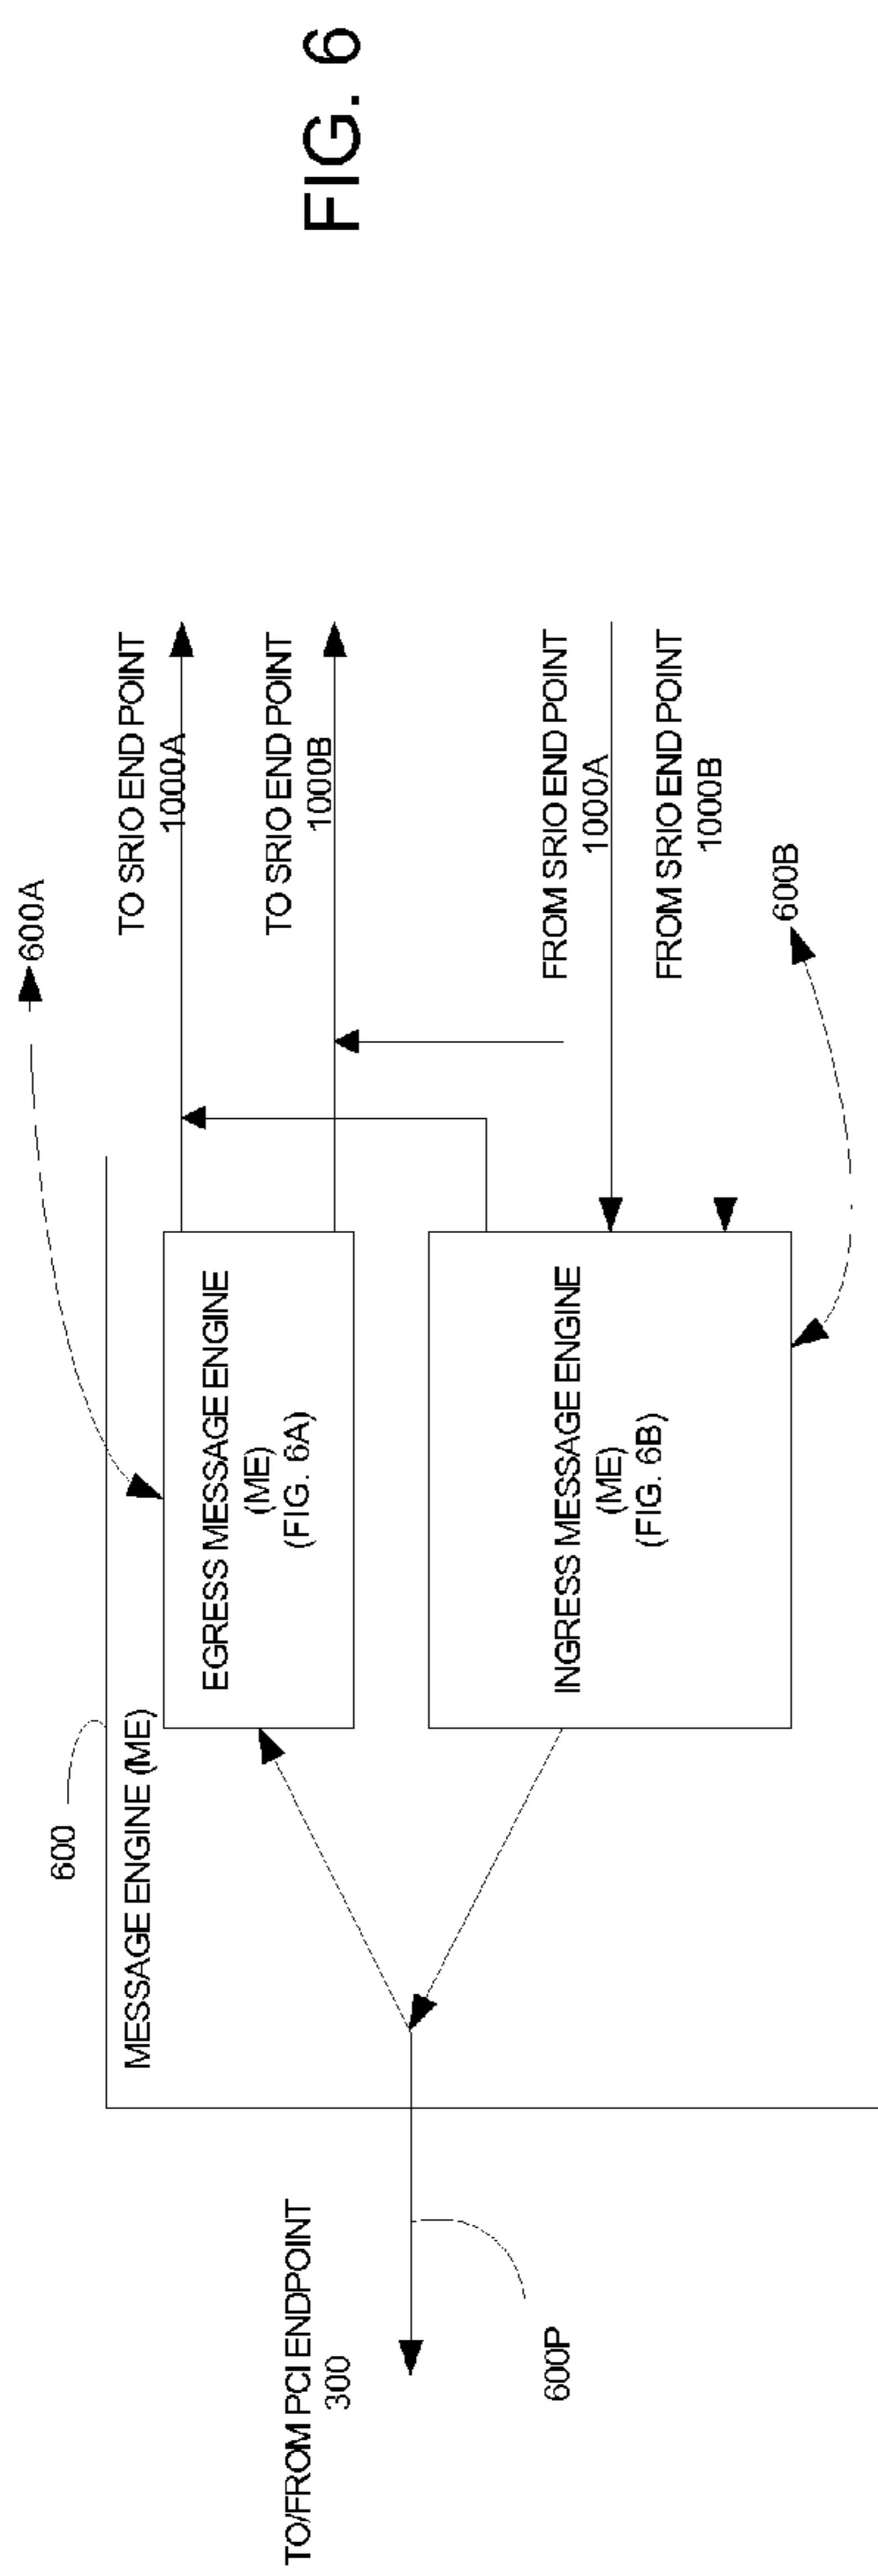 600A
600
MESSAGE ENGINE (ME)
TO SRIO END POINT
1000A
EGRESS MESSAGE ENGINE
(ME)
(FIG. 6A)
TO SRIO END POINT
1000B
TO/FROM PCI ENDPOINT
300
FROM SRIO END POINT
1000A
INGRESS MESSAGE ENGINE
(ME)
(FIG. 6B)
FROM SRIO END POINT
1000B
600P
600B
FIG. 6